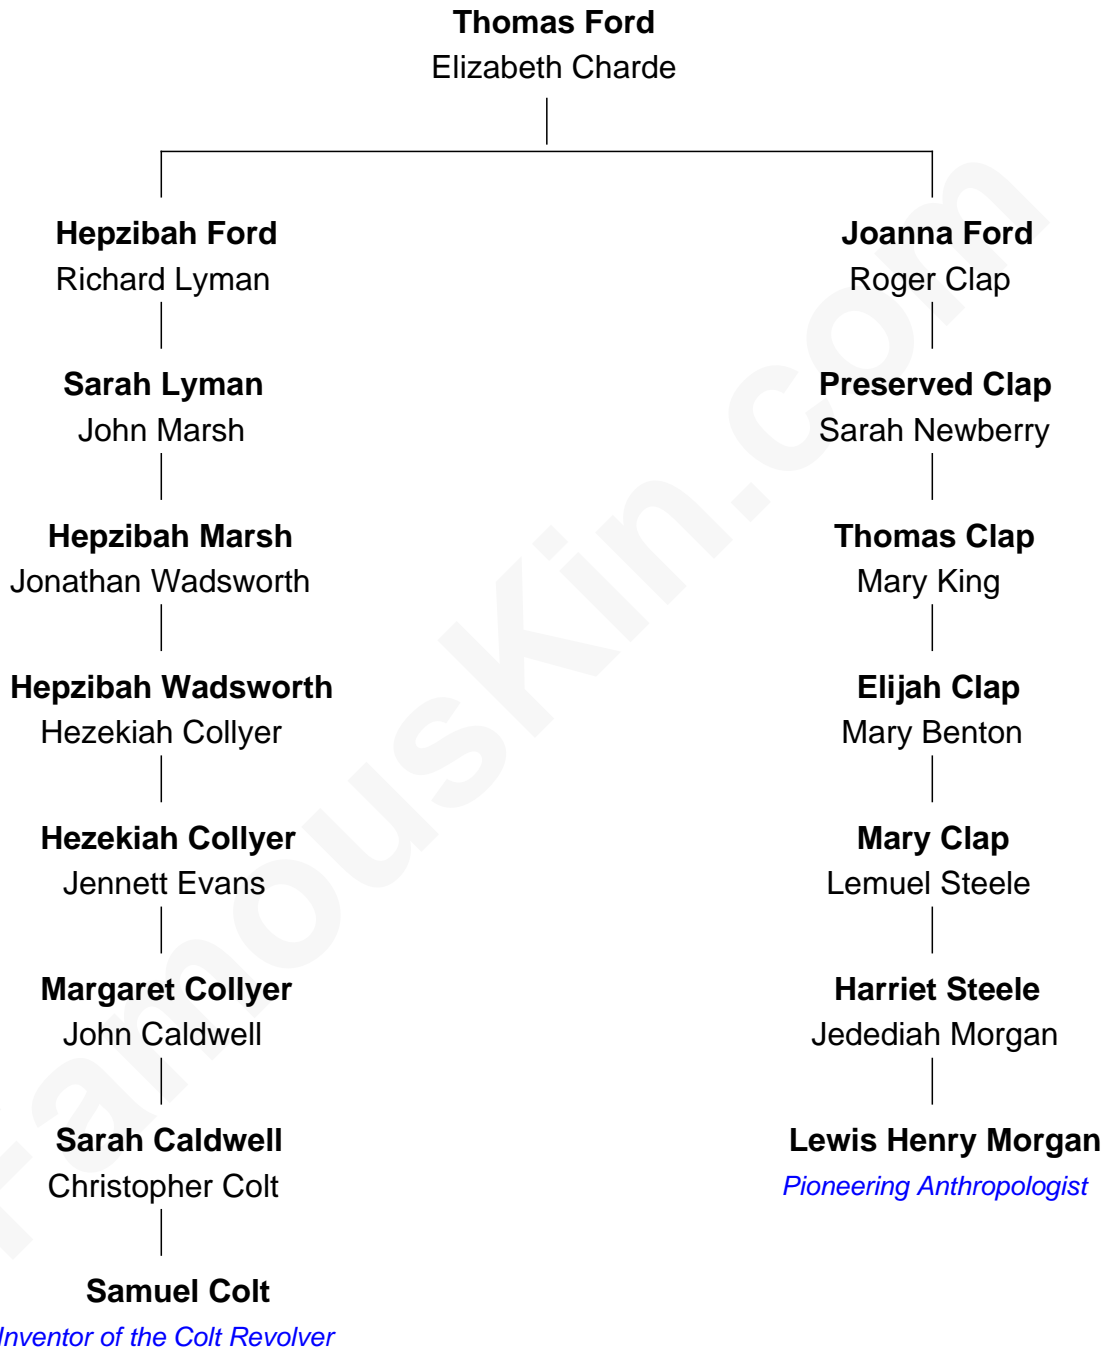 Thomas Ford
Elizabeth Charde
Hepzibah Ford
Richard Lyman
Joanna Ford
Roger Clap
Sarah Lyman
John Marsh
Preserved Clap
Sarah Newberry
Hepzibah Marsh
Jonathan Wadsworth
Thomas Clap
Mary King
Hepzibah Wadsworth
Hezekiah Collyer
Elijah Clap
Mary Benton
Hezekiah Collyer
Jennett Evans
Mary Clap
Lemuel Steele
Margaret Collyer
John Caldwell
Harriet Steele
Jedediah Morgan
Sarah Caldwell
Christopher Colt
Lewis Henry Morgan
Pioneering Anthropologist
Samuel Colt
Inventor of the Colt Revolver
FamousKin.com